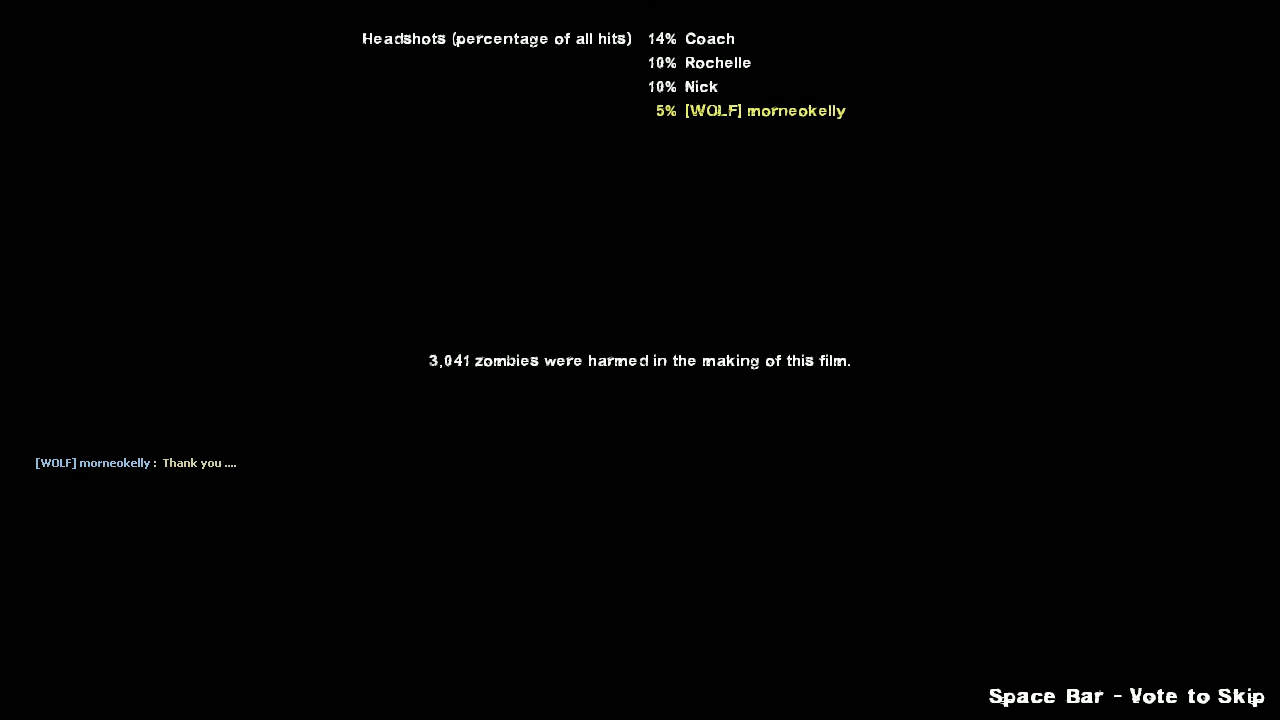 Headshots (percentage of all hits) 14% Coach
10% Rochelle
10% Nick
5% [WOLF] morneokelly
3,041 zombies were harmed in the making of this film.
[WOLF] morneokelly : Thank you ....
Space Bar - Vote to Skip